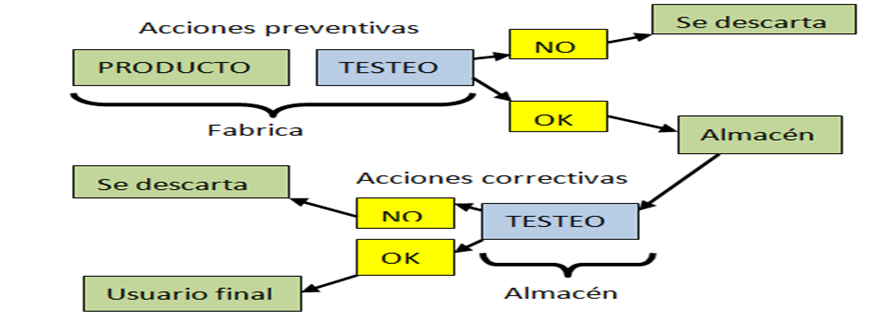 Acciones preventivas
PRODUCTO
TESTEO
NO
Se descarta
OK
Fabrica
Almacén
Acciones correctivas
Se descarta
NO
TESTEO
OK
Usuario final
Almacén